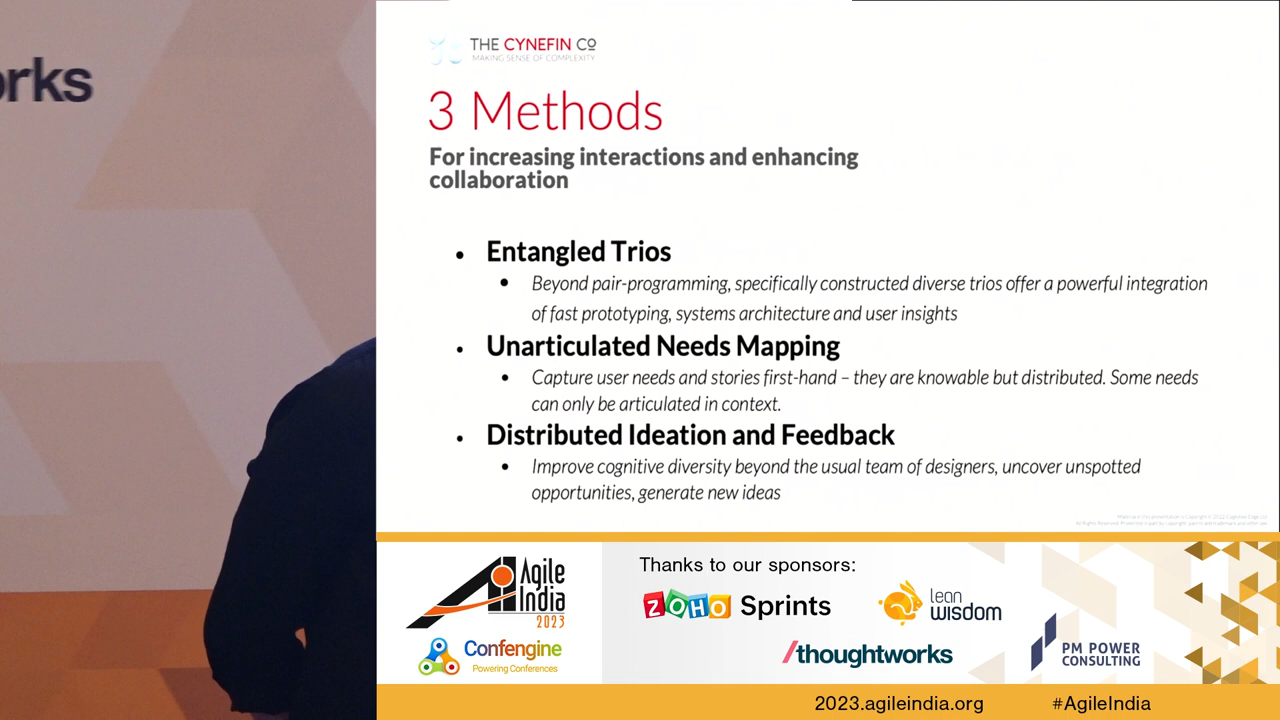 orks
THE CYNEFIN CO
MAKING SENSE OF COMPLEXITY
3 Methods
For increasing interactions and enhancing
collaboration
• Entangled Trios
• Beyond pair-programming, specifically constructed diverse trios offer a powerful integration
of fast prototyping, systems architecture and user insights
• Unarticulated Needs Mapping
• Capture user needs and stories first-hand – they are knowable but distributed. Some needs
can only be articulated in context.
• Distributed Ideation and Feedback
• Improve cognitive diversity beyond the usual team of designers, uncover unspotted
opportunities, generate new ideas
Agile
India
2023
Confengine
Powering Conferences
Thanks to our sponsors:
ZOHO Sprints
lean
wisdom
/thoughtworks
PM POWER
CONSULTING
2023.agileindia.org
#AgileIndia